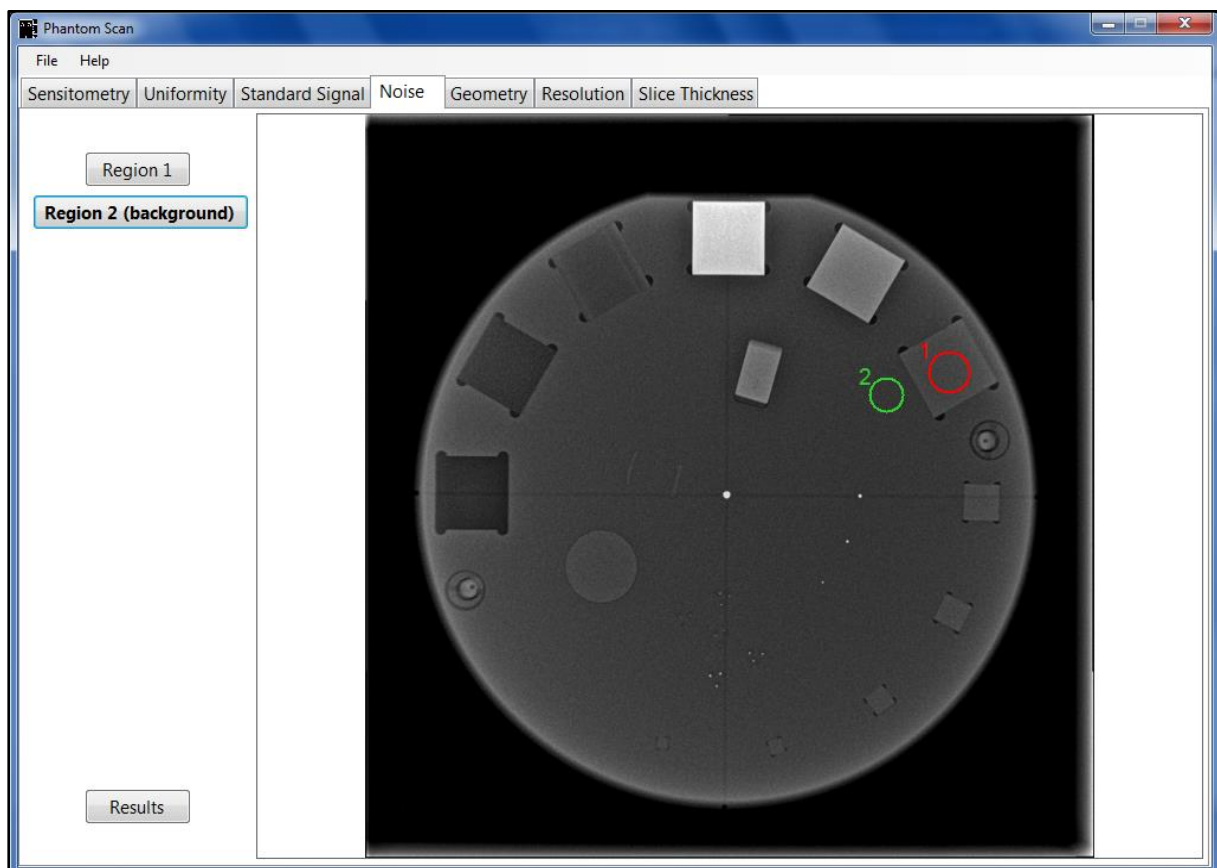 Phantom Scan
File Help
Sensitometry Uniformity Standard Signal Noise Geometry Resolution Slice Thickness
Region 1
Region 2 (background)
1
2
Results